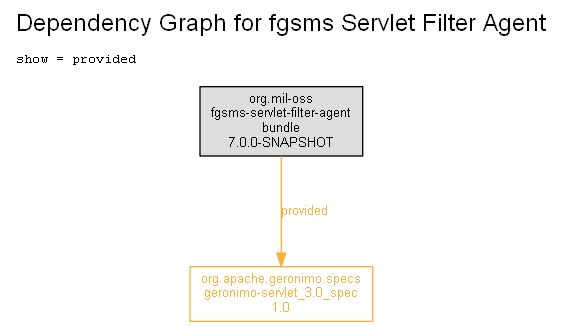 Dependency Graph for fgsms Servlet Filter Agent
show = provided
org.mil-oss
fgsms-servlet-filter-agent
bundle
7.0.0-SNAPSHOT
provided
org.apache.geronimo.specs
geronimo-servlet_3.0_spec
1.0